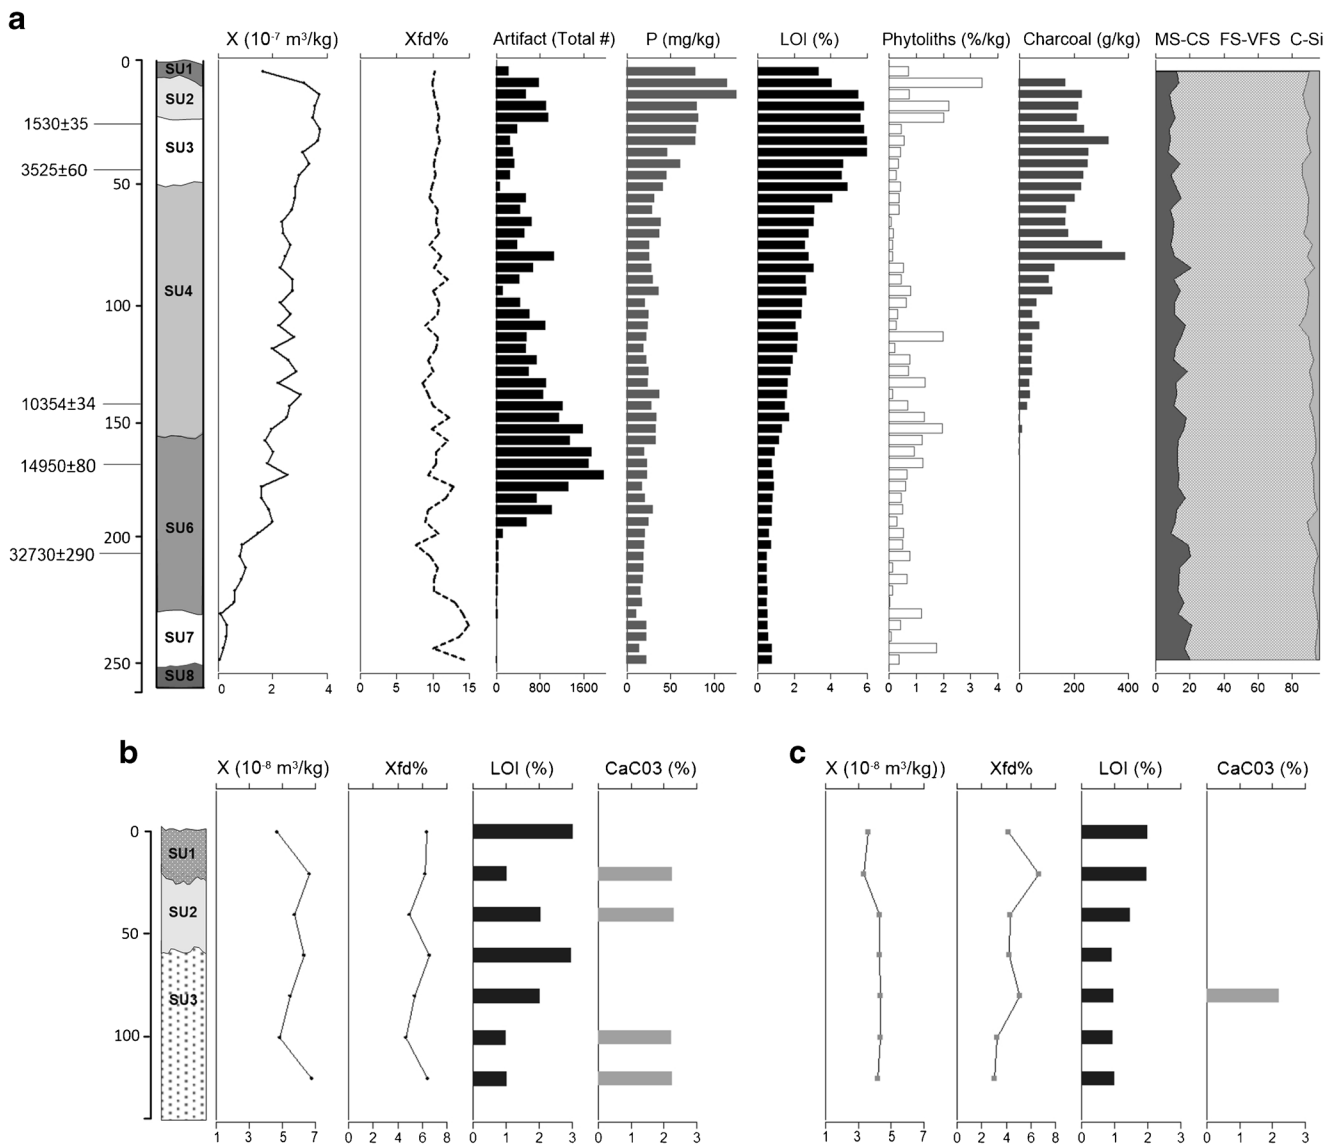 a
X (10-7 m3/kg) Xfd% Artifact (Total #) P (mg/kg) LOI (%) Phytoliths (%/kg) Charcoal (g/kg) MS-CS FS-VFS C-Si
0 SU1
SU2
1530±35
SU3
3525±60
50
SU4
100
10354±34
150
14950±80
SU6
200
32730±290
SU7
250
SU8
0 2 4 0 5 10 15 0 800 1600 0 50 100 0 2 4 6 0 1 2 3 4 0 200 400 0 20 40 60 80
b c
X (10-8 m3/kg) Xfd% LOI (%) CaC03 (%) X (10-8 m3/kg)) Xfd% LOI (%) CaC03 (%)
0
SU1
SU2
50
SU3
100
1 3 5 7 0 2 4 6 8 0 1 2 3 0 1 2 3 1 3 5 7 0 2 4 6 8 0 1 2 3 0 1 2 3